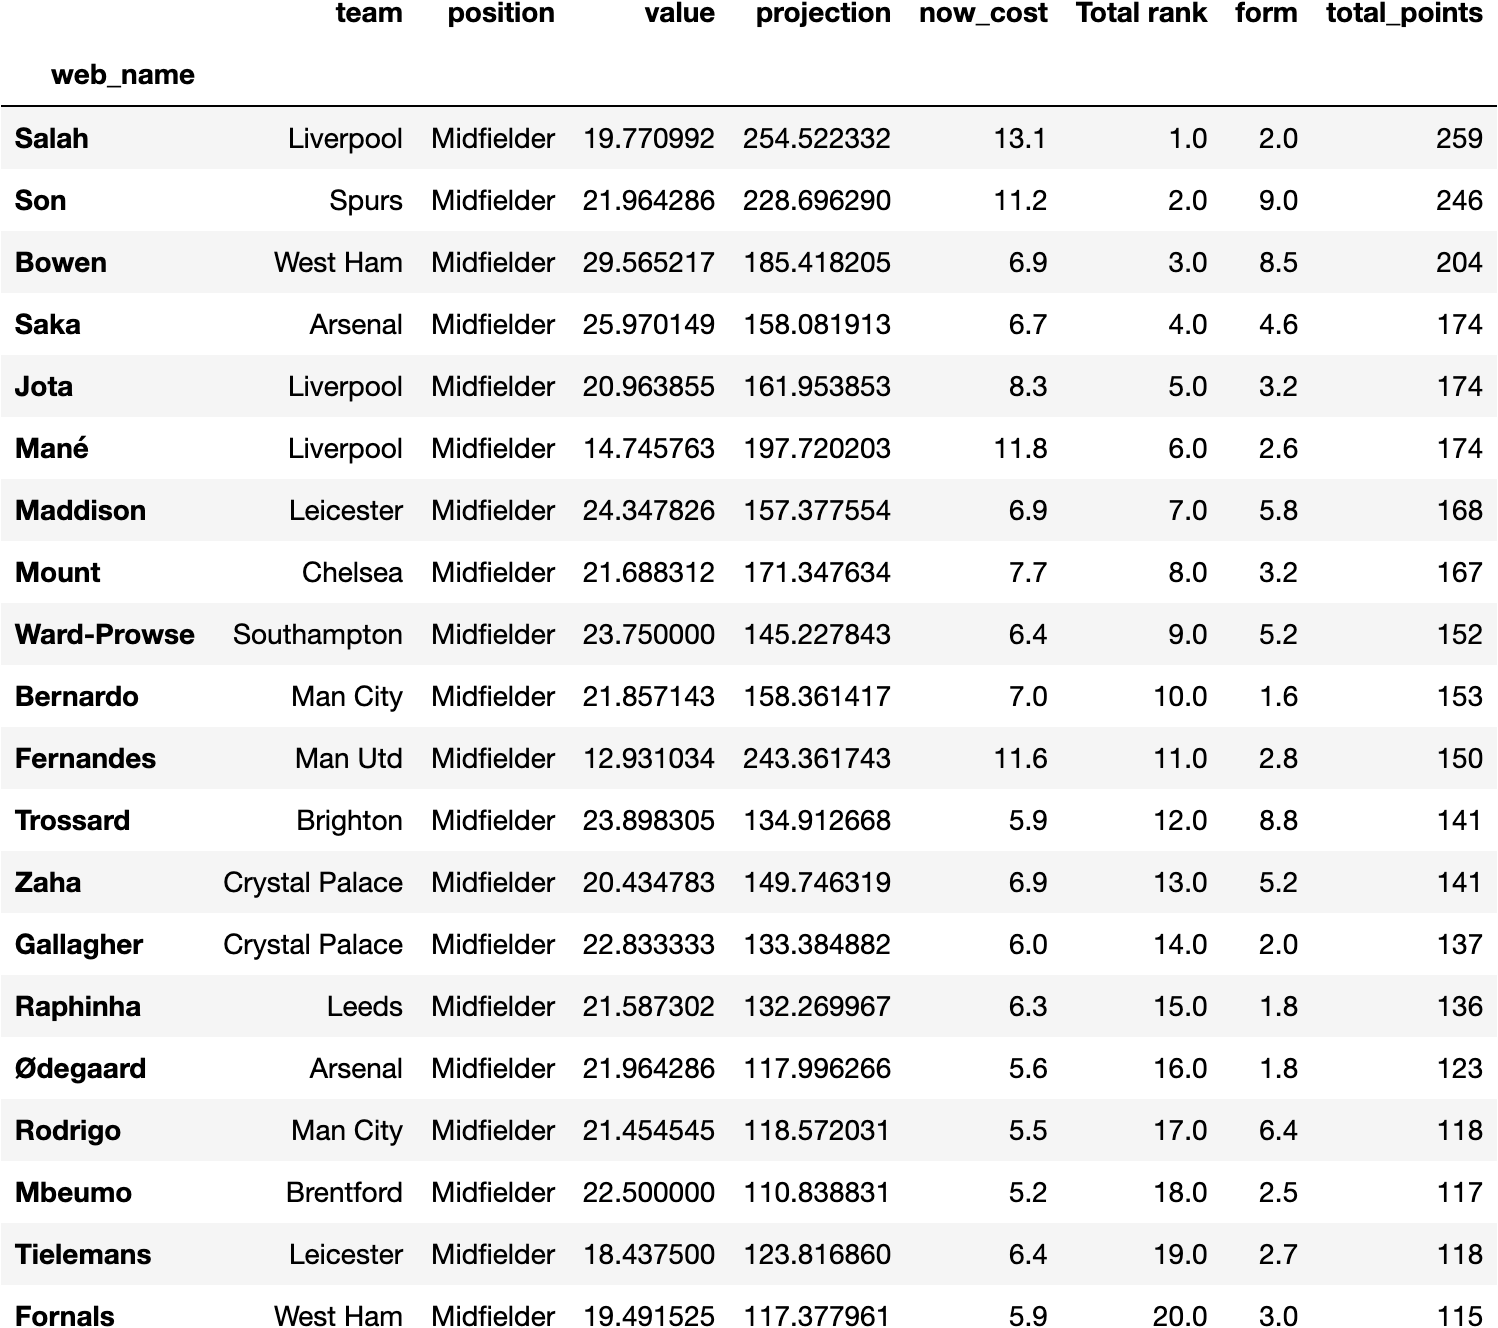 team position value projection now_cost Total rank form total_points
web_name
Salah Liverpool Midfielder 19.770992 254.522332 13.1 1.0 2.0 259
Son Spurs Midfielder 21.964286 228.696290 11.2 2.0 9.0 246
Bowen West Ham Midfielder 29.565217 185.418205 6.9 3.0 8.5 204
Saka Arsenal Midfielder 25.970149 158.081913 6.7 4.0 4.6 174
Jota Liverpool Midfielder 20.963855 161.953853 8.3 5.0 3.2 174
Mané Liverpool Midfielder 14.745763 197.720203 11.8 6.0 2.6 174
Maddison Leicester Midfielder 24.347826 157.377554 6.9 7.0 5.8 168
Mount Chelsea Midfielder 21.688312 171.347634 7.7 8.0 3.2 167
Ward-Prowse Southampton Midfielder 23.750000 145.227843 6.4 9.0 5.2 152
Bernardo Man City Midfielder 21.857143 158.361417 7.0 10.0 1.6 153
Fernandes Man Utd Midfielder 12.931034 243.361743 11.6 11.0 2.8 150
Trossard Brighton Midfielder 23.898305 134.912668 5.9 12.0 8.8 141
Zaha Crystal Palace Midfielder 20.434783 149.746319 6.9 13.0 5.2 141
Gallagher Crystal Palace Midfielder 22.833333 133.384882 6.0 14.0 2.0 137
Raphinha Leeds Midfielder 21.587302 132.269967 6.3 15.0 1.8 136
Ødegaard Arsenal Midfielder 21.964286 117.996266 5.6 16.0 1.8 123
Rodrigo Man City Midfielder 21.454545 118.572031 5.5 17.0 6.4 118
Mbeumo Brentford Midfielder 22.500000 110.838831 5.2 18.0 2.5 117
Tielemans Leicester Midfielder 18.437500 123.816860 6.4 19.0 2.7 118
Fornals West Ham Midfielder 19.491525 117.377961 5.9 20.0 3.0 115